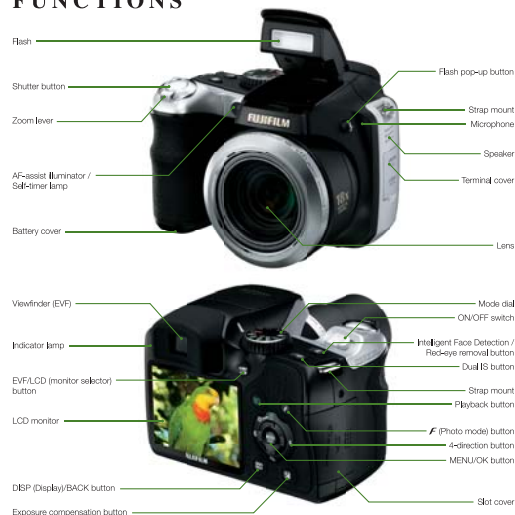 FUNCTIONS
Flash
Flash pop-up button
Shutter button
Strap mount
Zoom lever
Microphone
FUJIFILM
Speaker
AF-assist illuminator /
Self-timer lamp
Terminal cover
18x
Battery cover
Lens
Viewfinder (EVF)
Mode dial
ON/OFF switch
Indicator lamp
Intelligent Face Detection /
Red-eye removal button
EVF/LCD (monitor selector)
button
Dual IS button
Strap mount
Playback button
LCD monitor
F (Photo mode) button
4-direction button
MENU/OK button
FUJIFILM
DISP (Display)/BACK button
Slot cover
Exposure compensation button